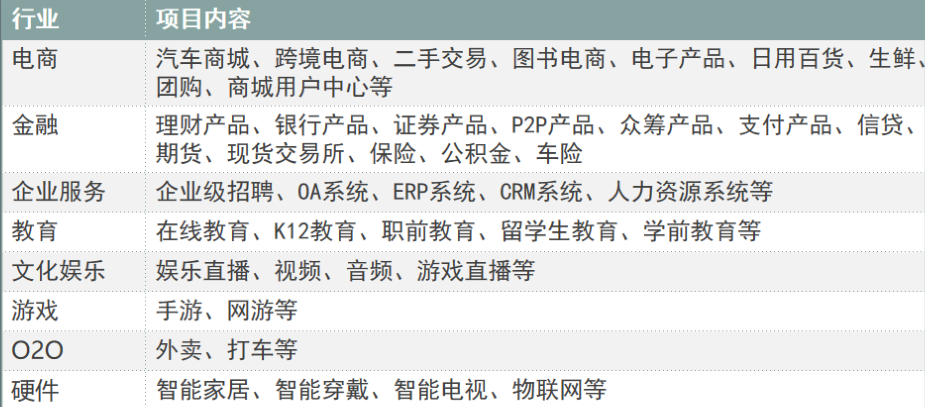 行业 项目内容
电商 汽车商城、跨境电商、二手交易、图书电商、电子产品、日用百货、生鲜、
团购、商城用户中心等
金融 理财产品、银行产品、证券产品、P2P产品、众筹产品、支付产品、信贷、
期货、现货交易所、保险、公积金、车险
企业服务 企业级招聘、OA系统、ERP系统、CRM系统、人力资源系统等
教育 在线教育、K12教育、职前教育、留学生教育、学前教育等
文化娱乐 娱乐直播、视频、音频、游戏直播等
游戏 手游、网游等
O2O 外卖、打车等
硬件 智能家居、智能穿戴、智能电视、物联网等